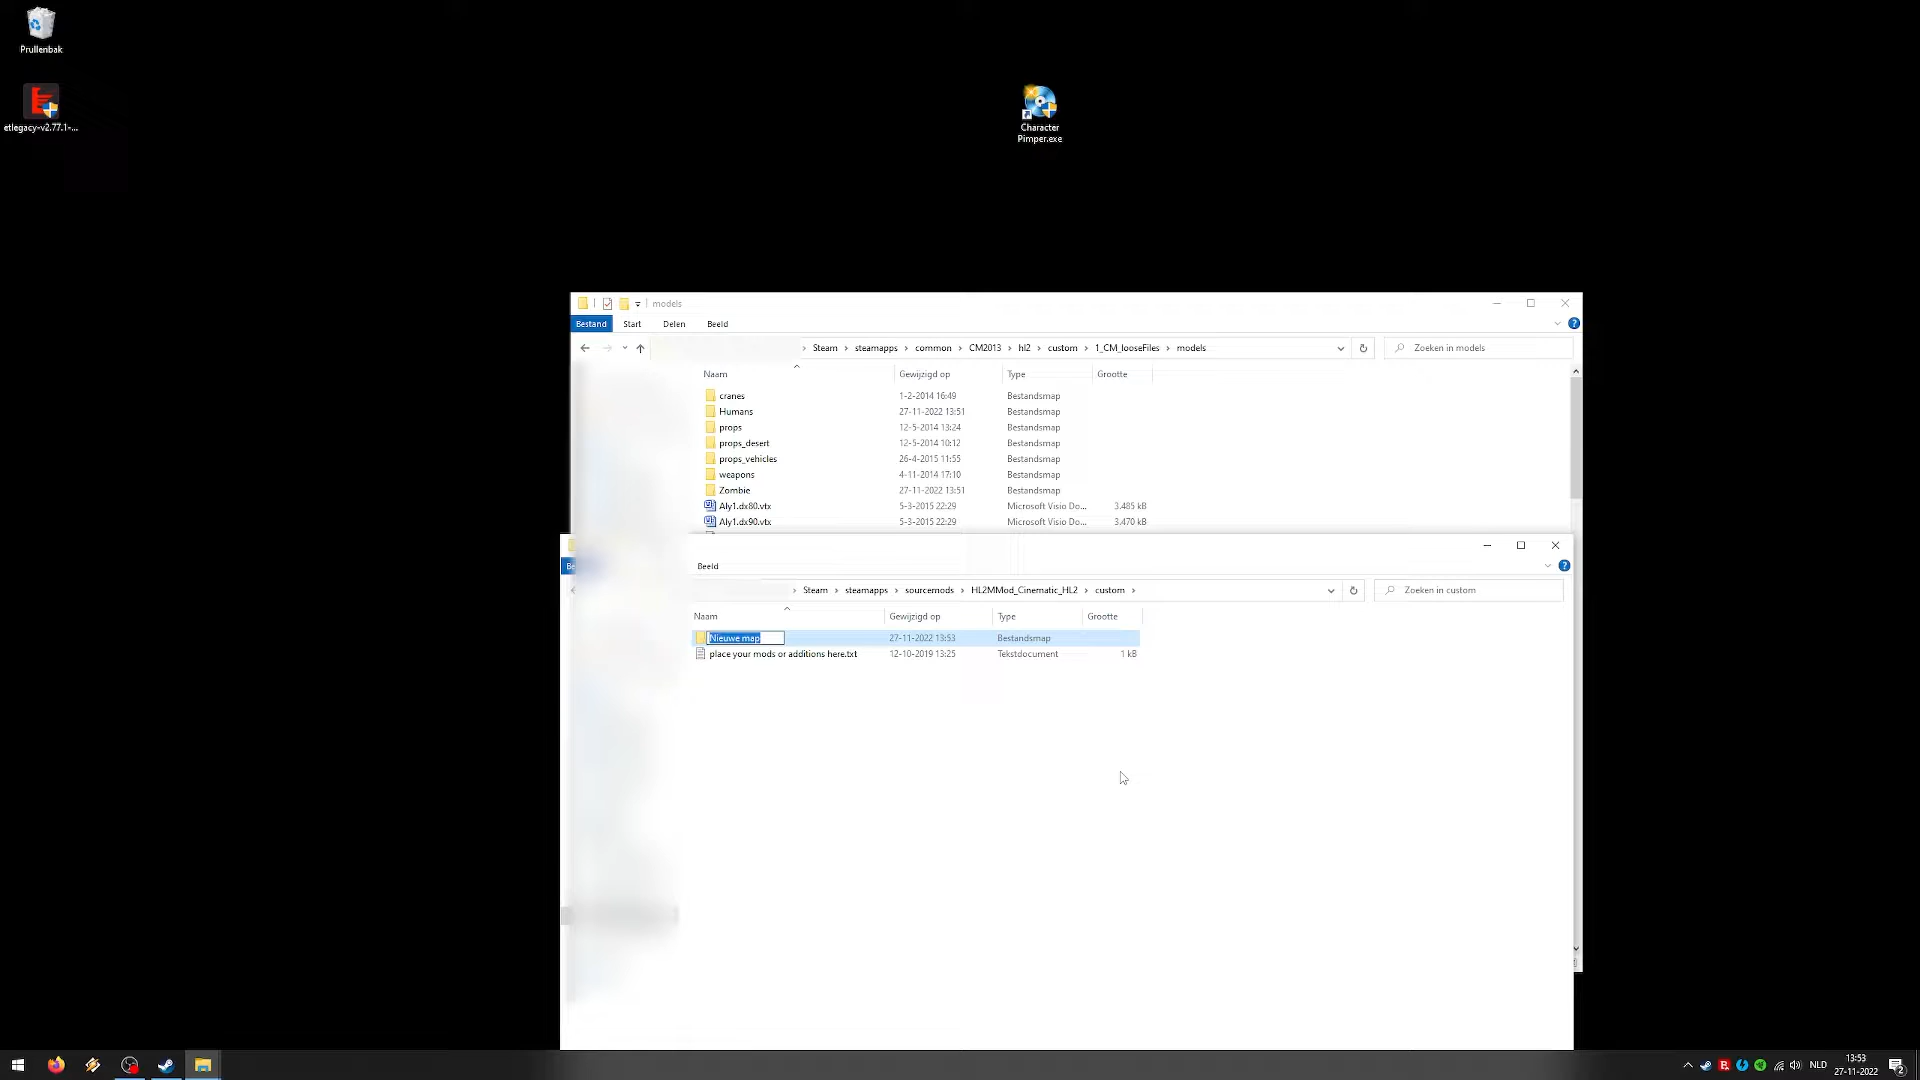 Prullenbak
etlegacy-v2.77.1-...
Character
Pimper.exe
models
Bestand Start Delen Beeld
Steam › steamapps › common › CM2013 › hl2 › custom › 1_CM_looseFiles › models
Zoeken in models
Naam Gewijzigd op Type Grootte
cranes 1-2-2014 16:49 Bestandsmap
Humans 27-11-2022 13:51 Bestandsmap
props 12-5-2014 13:24 Bestandsmap
props_desert 12-5-2014 10:12 Bestandsmap
props_vehicles 26-4-2015 11:55 Bestandsmap
weapons 4-11-2014 17:10 Bestandsmap
Zombie 27-11-2022 13:51 Bestandsmap
Aly1.dx80.vtx 5-3-2015 22:29 Microsoft Visio Do... 3.485 kB
Aly1.dx90.vtx 5-3-2015 22:29 Microsoft Visio Do... 3.470 kB
Be
Beeld
Steam › steamapps › sourcemods › HL2MMod_Cinematic_HL2 › custom ›
Zoeken in custom
Naam Gewijzigd op Type Grootte
Nieuwe map 27-11-2022 13:53 Bestandsmap
place your mods or additions here.txt 12-10-2019 13:25 Tekstdocument 1 kB
NLD
13:53
27-11-2022
2